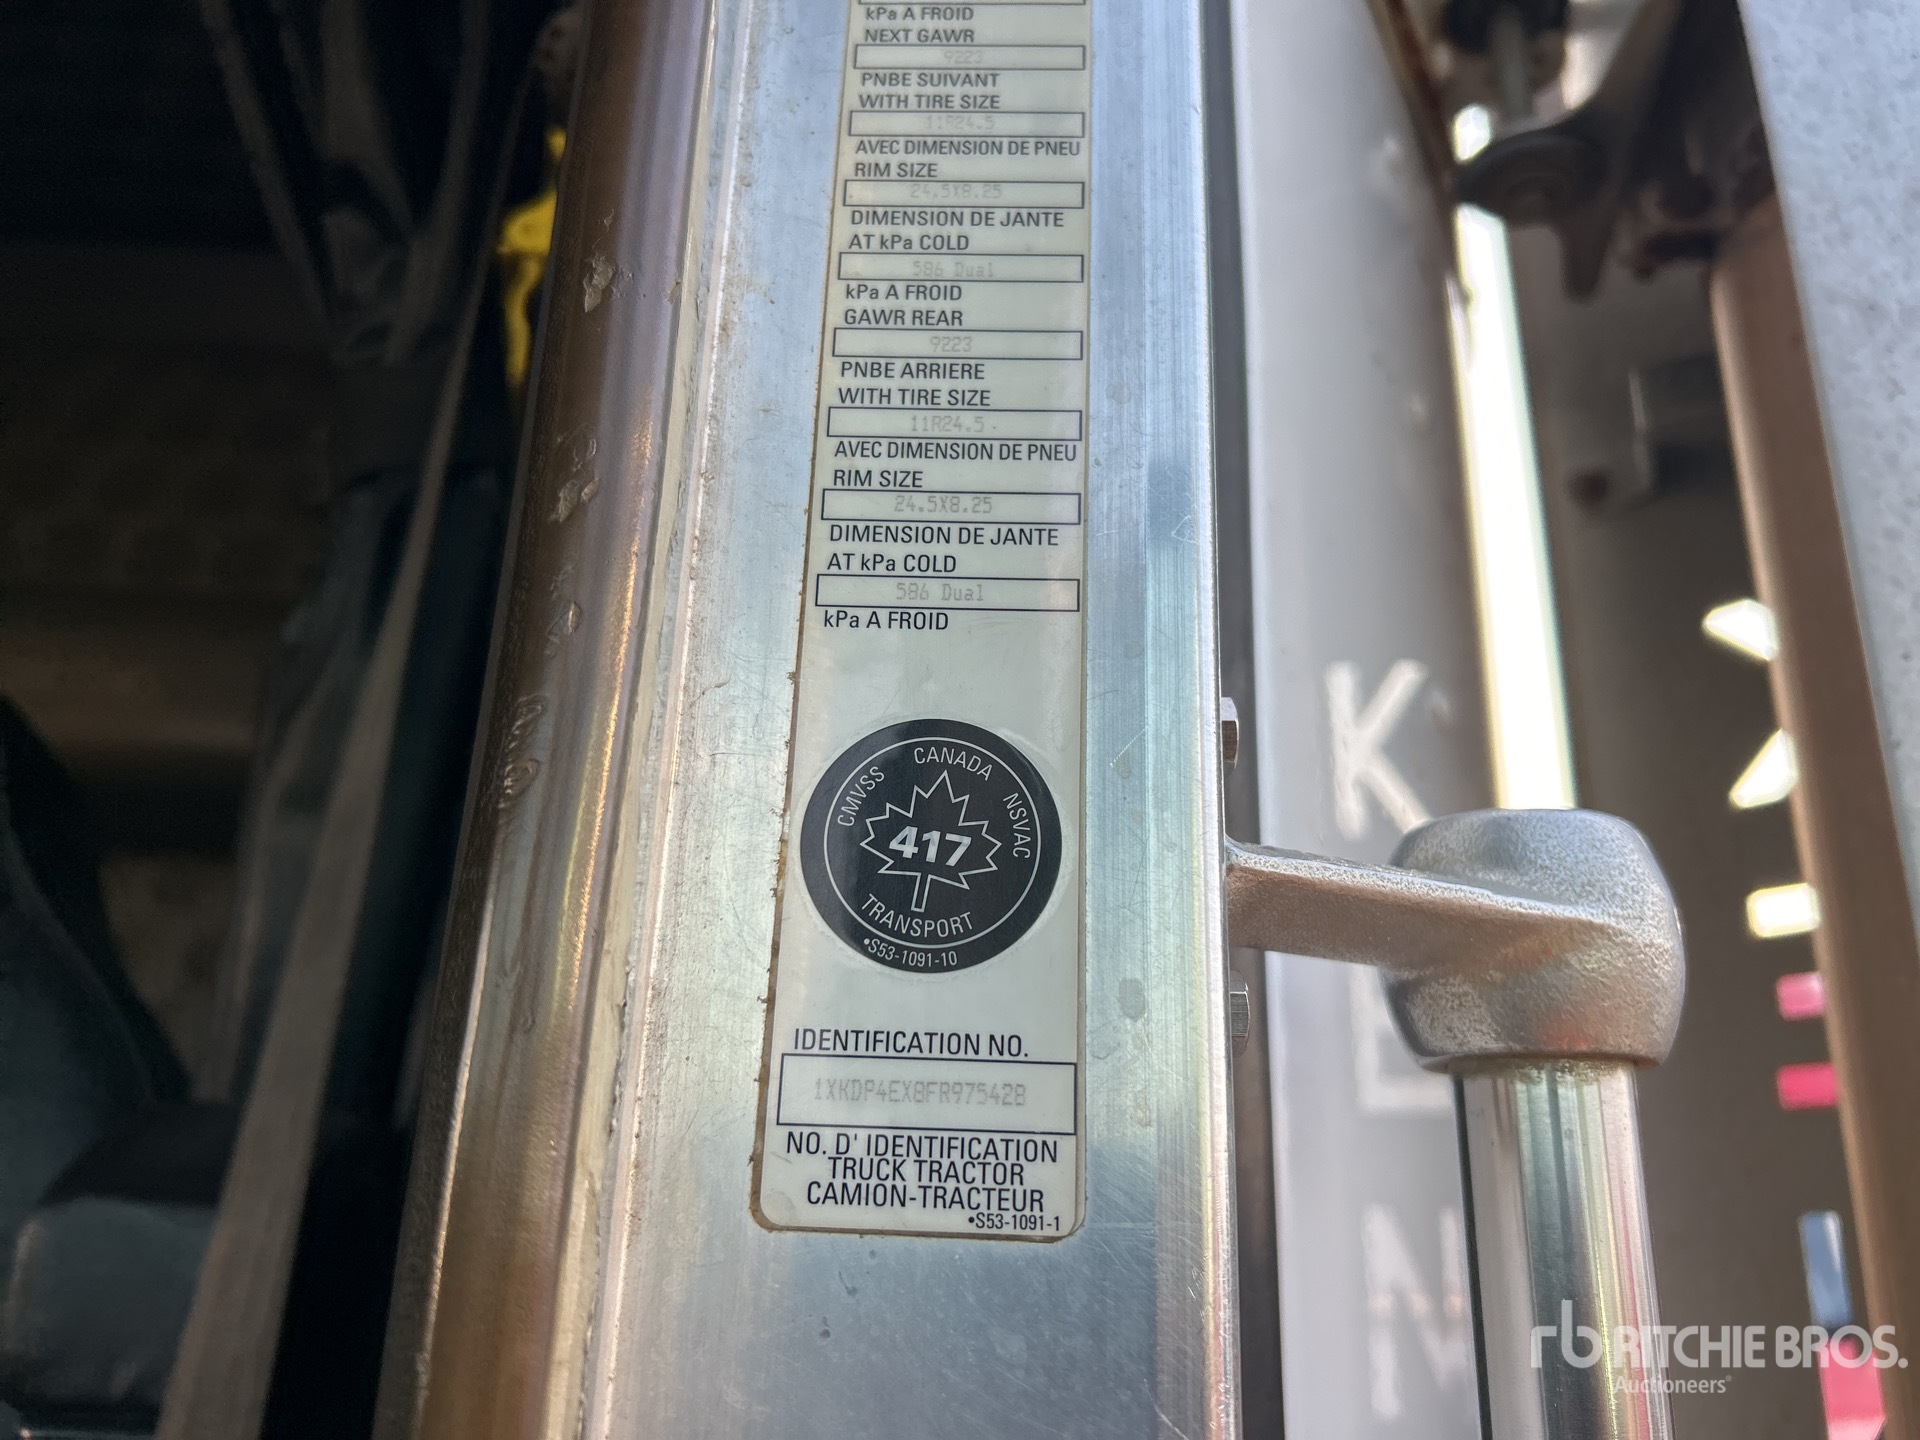 kPa A FROID
NEXT GAWR
9223
PNBE SUIVANT
WITH TIRE SIZE
11R24.5
AVEC DIMENSION DE PNEU
RIM SIZE
24.5X8.25
DIMENSION DE JANTE
AT kPa COLD
586 Dual
kPa A FROID
GAWR REAR
9223
PNBE ARRIERE
WITH TIRE SIZE
11R24.5
AVEC DIMENSION DE PNEU
RIM SIZE
24.5X8.25
DIMENSION DE JANTE
AT kPa COLD
586 Dual
kPa A FROID
CMVSS CANADA NSVAC
417
TRANSPORT
•S53-1091-10
IDENTIFICATION NO.
1XKDP4EX8FR975428
NO. D' IDENTIFICATION
TRUCK TRACTOR
CAMION-TRACTEUR
•S53-1091-1
K
E
N
rb RITCHIE BROS.
Auctioneers